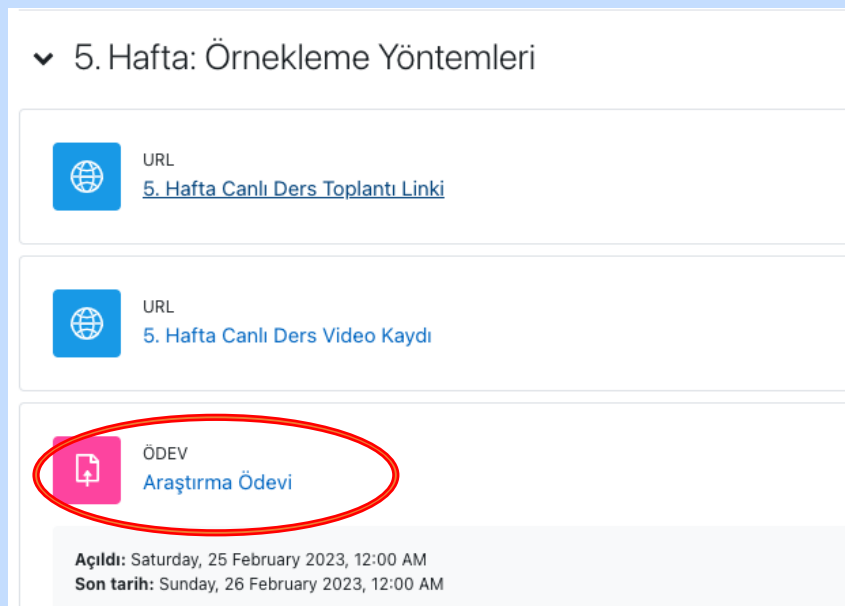 5. Hafta: Örnekleme Yöntemleri
URL
5. Hafta Canlı Ders Toplantı Linki
URL
5. Hafta Canlı Ders Video Kaydı
ÖDEV
Araştırma Ödevi
Açıldı: Saturday, 25 February 2023, 12:00 AM
Son tarih: Sunday, 26 February 2023, 12:00 AM